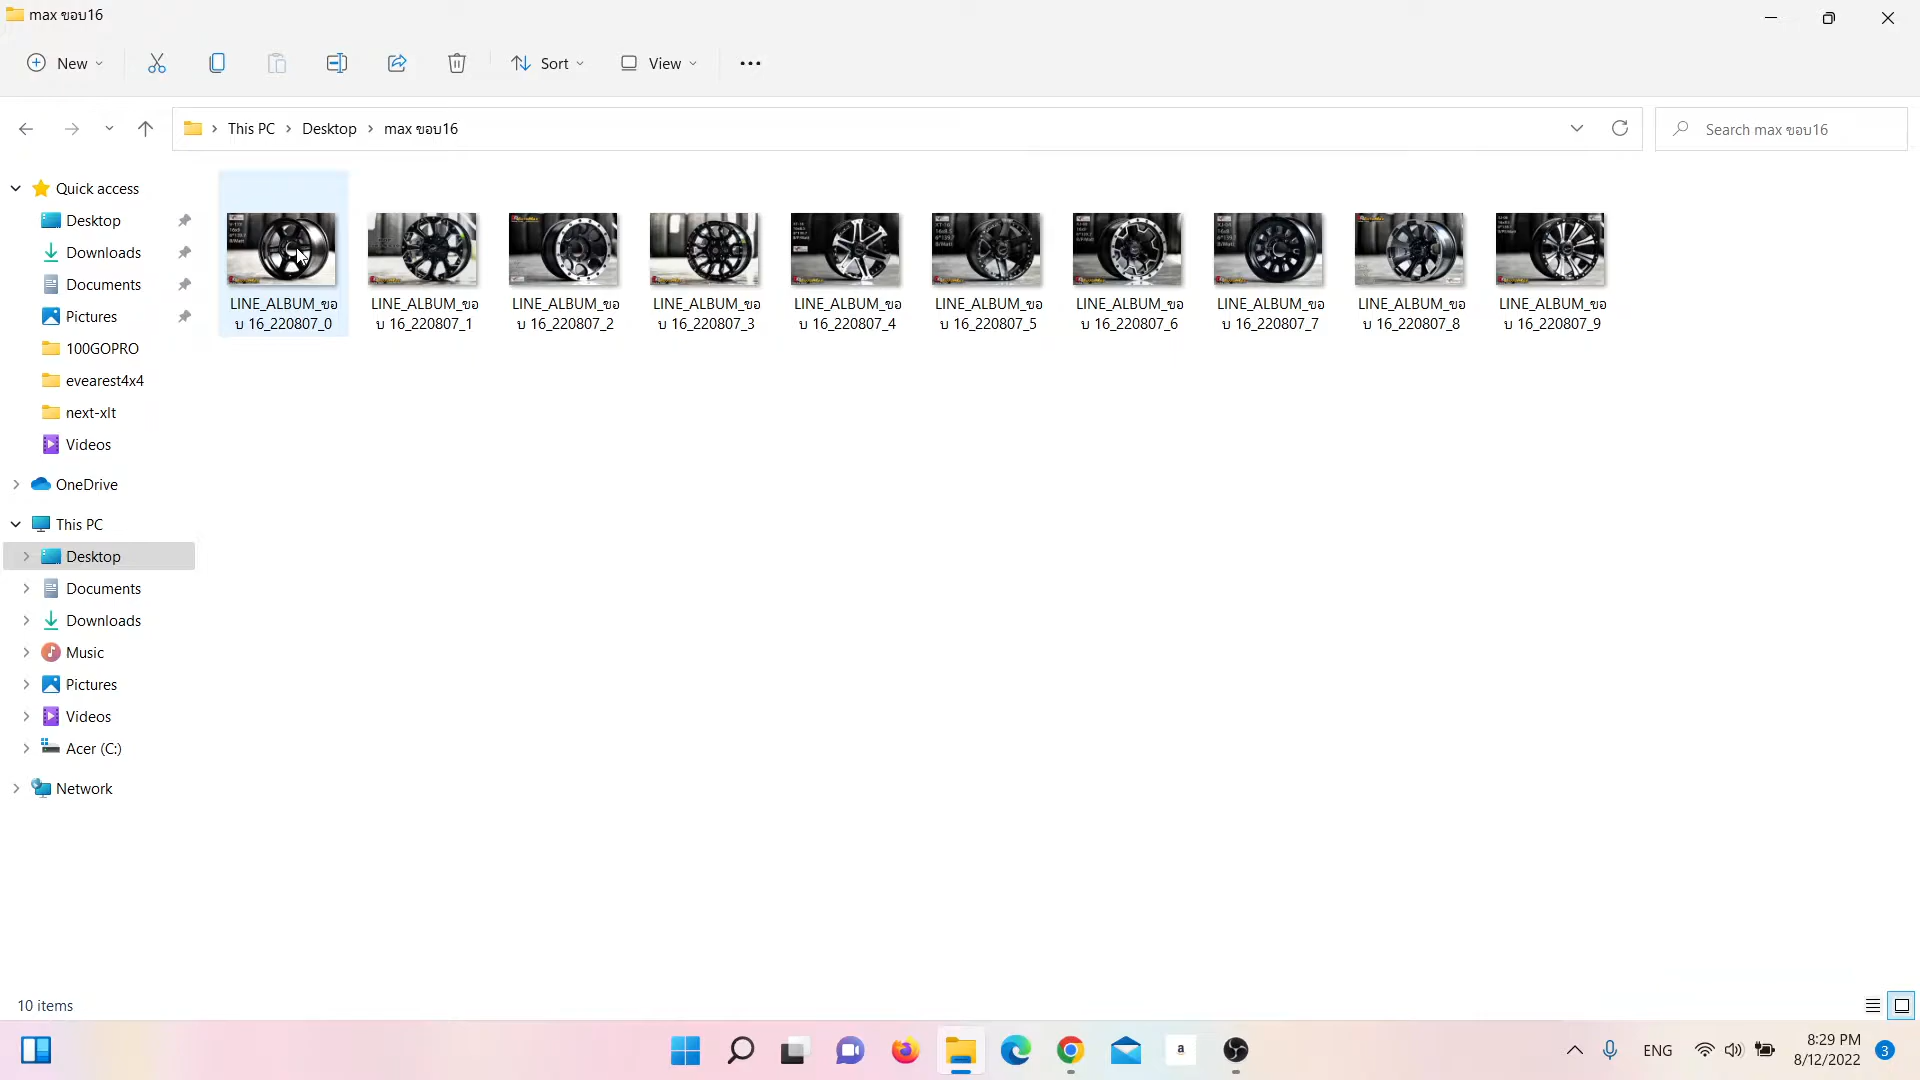 max ขอบ16
New
Sort
View
This PC
Desktop
max ขอบ16
Search max ขอบ16
Quick access
Desktop
Downloads
Documents
Pictures
100GOPRO
evearest4x4
next-xlt
Videos
OneDrive
This PC
Desktop
Documents
Downloads
Music
Pictures
Videos
Acer (C:)
Network
LINE_ALBUM_ขอ
บ 16_220807_0
LINE_ALBUM_ขอ
บ 16_220807_1
LINE_ALBUM_ขอ
บ 16_220807_2
LINE_ALBUM_ขอ
บ 16_220807_3
LINE_ALBUM_ขอ
บ 16_220807_4
LINE_ALBUM_ขอ
บ 16_220807_5
LINE_ALBUM_ขอ
บ 16_220807_6
LINE_ALBUM_ขอ
บ 16_220807_7
LINE_ALBUM_ขอ
บ 16_220807_8
LINE_ALBUM_ขอ
บ 16_220807_9
10 items
a
ENG
8:29 PM
8/12/2022
3